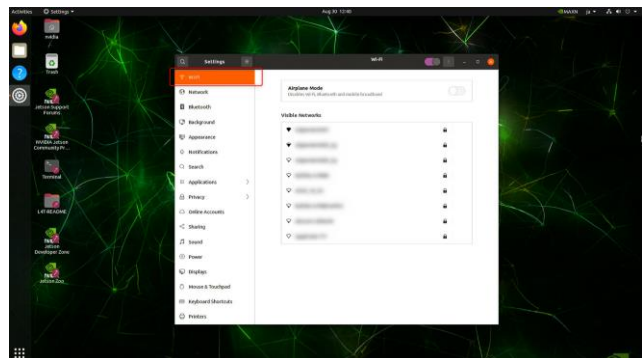 Activities
Settings
Aug 30 12:40
MAXN
ja
nvidia
Trash
Jetson Support
Forums
NVIDIA Jetson
Community Pr...
Terminal
L4T-README
Jetson
Developer Zone
Jetson Zoo
Settings
Wi-Fi
Wi-Fi
Network
Bluetooth
Background
Appearance
Notifications
Search
Applications
Privacy
Online Accounts
Sharing
Sound
Power
Displays
Mouse & Touchpad
Keyboard Shortcuts
Printers
Airplane Mode
Disables Wi-Fi, Bluetooth and mobile broadband
Visible Networks